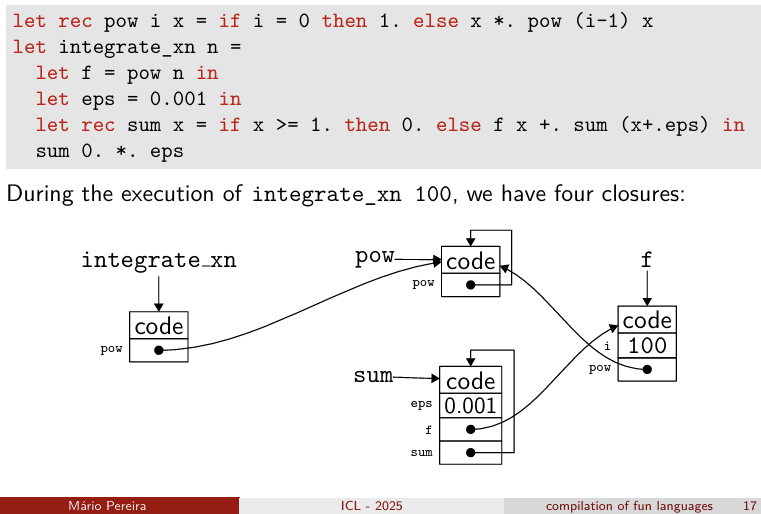 let rec pow i x = if i = 0 then 1. else x *. pow (i-1) x
let integrate_xn n =
let f = pow n in
let eps = 0.001 in
let rec sum x = if x >= 1. then 0. else f x +. sum (x+.eps) in
sum 0. *. eps
During the execution of integrate_xn 100, we have four closures:
integrate_xn
code
pow
pow
code
pow
f
code
i 100
pow
sum
code
eps 0.001
f
sum
Mário Pereira
ICL - 2025
compilation of fun languages
17